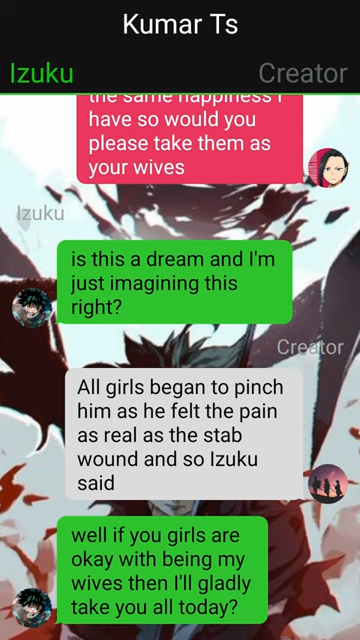 Kumar Ts
Izuku
Creator
the same happiness I
have so would you
please take them as
your wives
Izuku
is this a dream and I'm
just imagining this
right?
Creator
All girls began to pinch
him as he felt the pain
as real as the stab
wound and so Izuku
said
well if you girls are
okay with being my
wives then I'll gladly
take you all today?